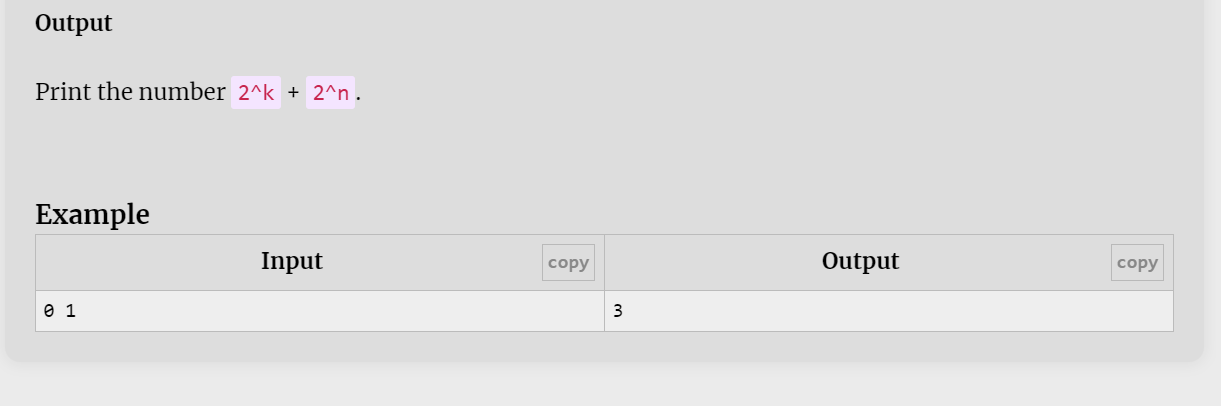 Output
Print the number 2^k + 2^n.
Example
Input copy Output copy
0 1 3